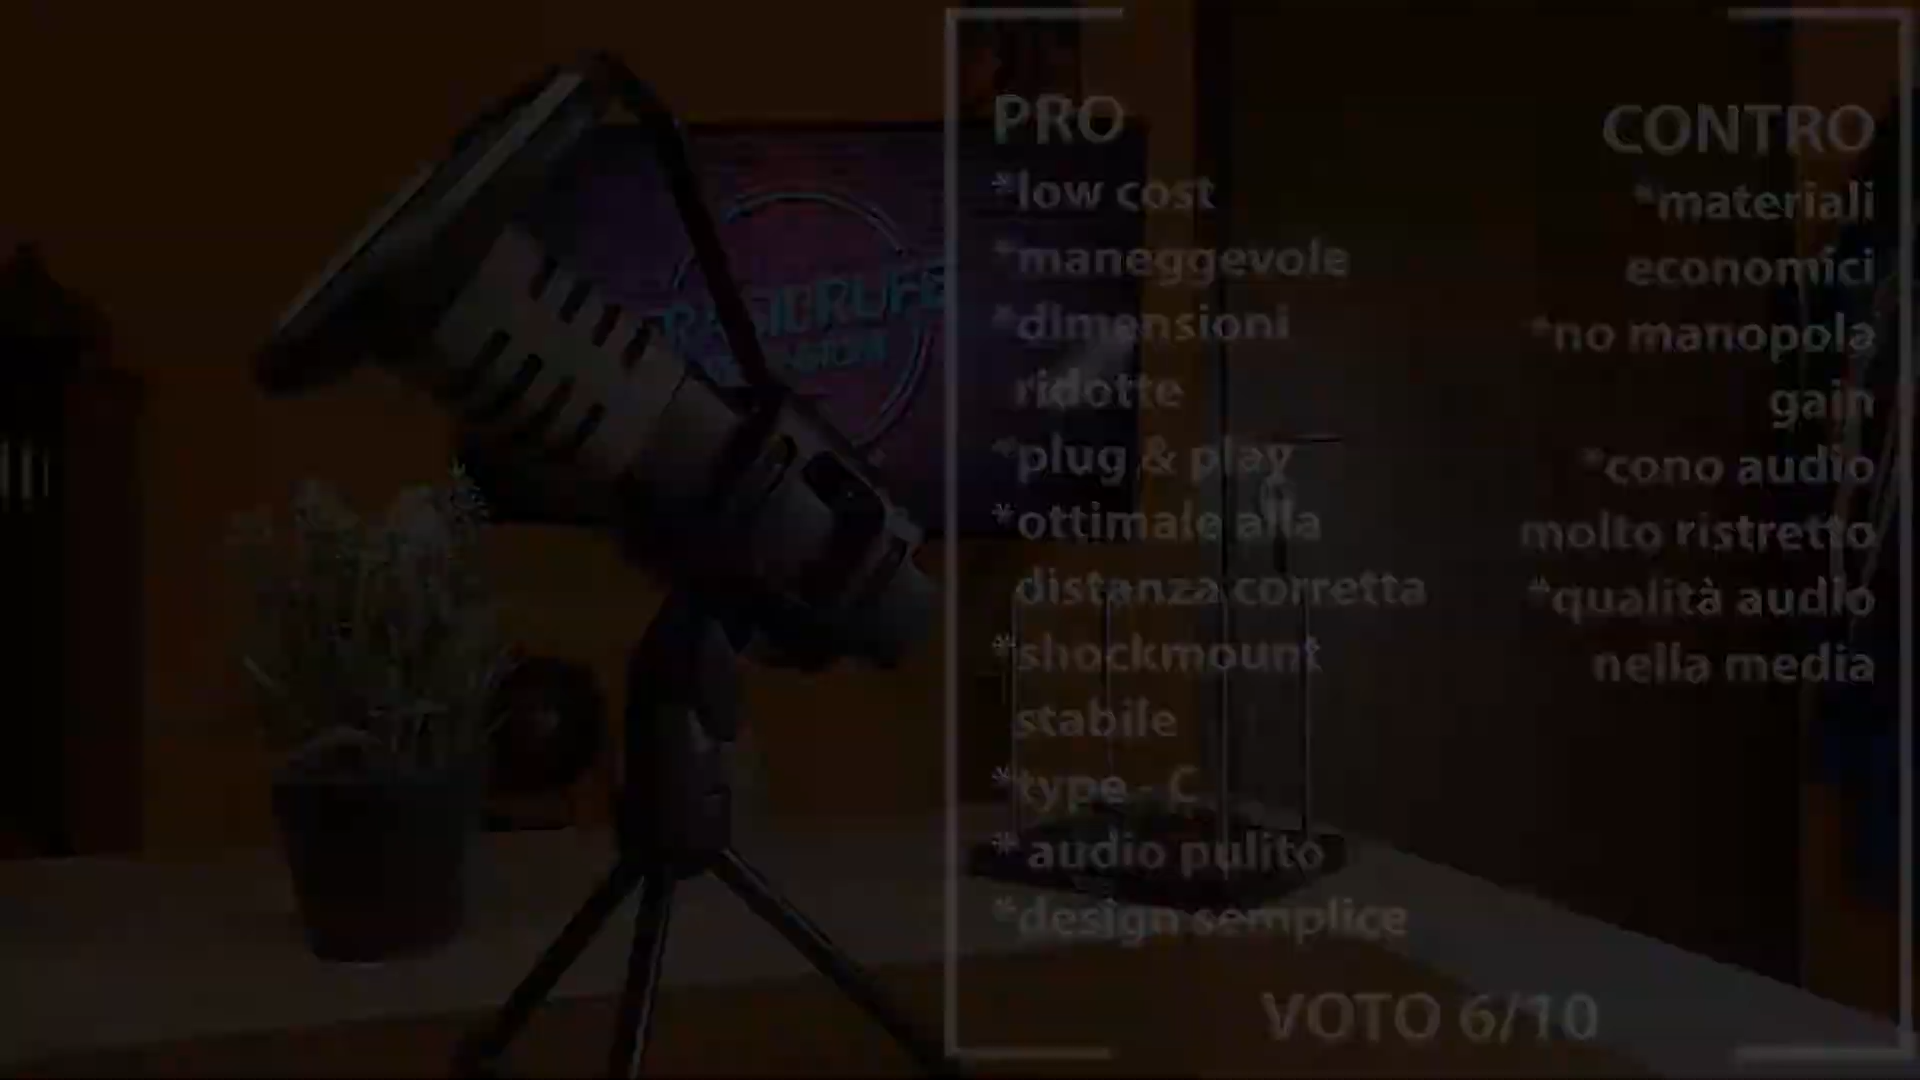 PRO
*low cost
*maneggevole
*dimensioni
ridotte
*plug & play
*ottimale alla
distanza corretta
*shockmount
stabile
*type - C
* audio pulito
*design semplice
CONTRO
*materiali
economici
*no manopola
gain
*cono audio
molto ristretto
*qualità audio
nella media
VOTO 6/10